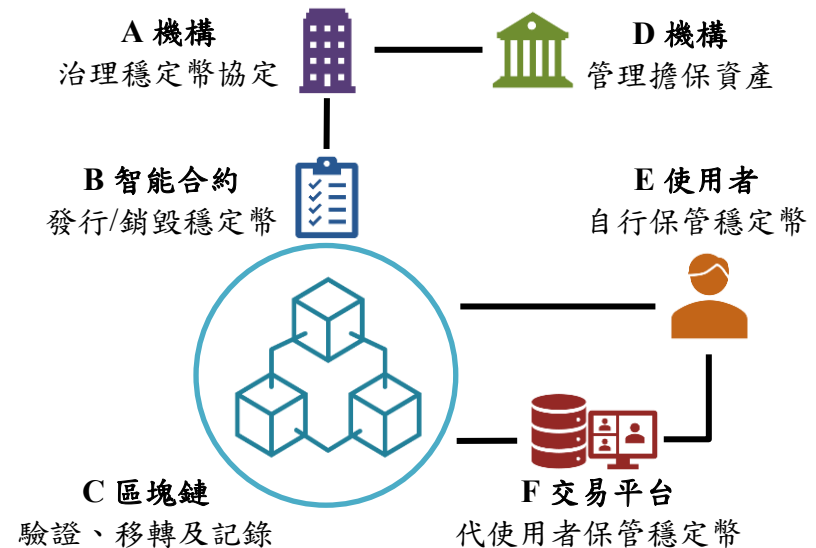 A 機構
治理穩定幣協定
D 機構
管理擔保資產
B 智能合約
發行/銷毀穩定幣
E 使用者
自行保管穩定幣
C 區塊鏈
驗證、移轉及記錄
F 交易平台
代使用者保管穩定幣